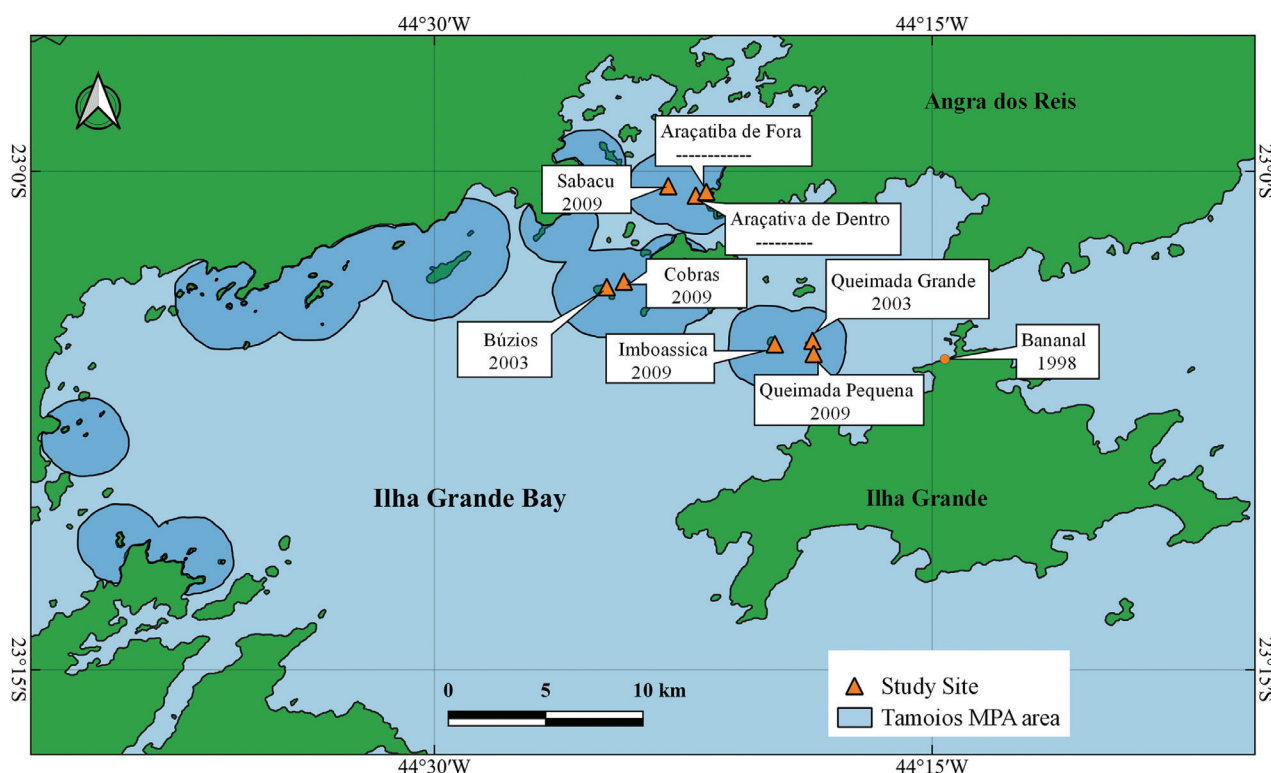 44°30′W
44°15′W
Angra dos Reis
Araçatiba de Fora
------------
23°0′S
23°0′S
Sabacu
2009
Araçativa de Dentro
---------
Cobras
2009
Queimada Grande
2003
Búzios
2003
Imboassica
2009
Bananal
1998
Queimada Pequena
2009
Ilha Grande Bay
Ilha Grande
23°15′S
23°15′S
0
5
10 km
Study Site
Tamoios MPA area
44°30′W
44°15′W